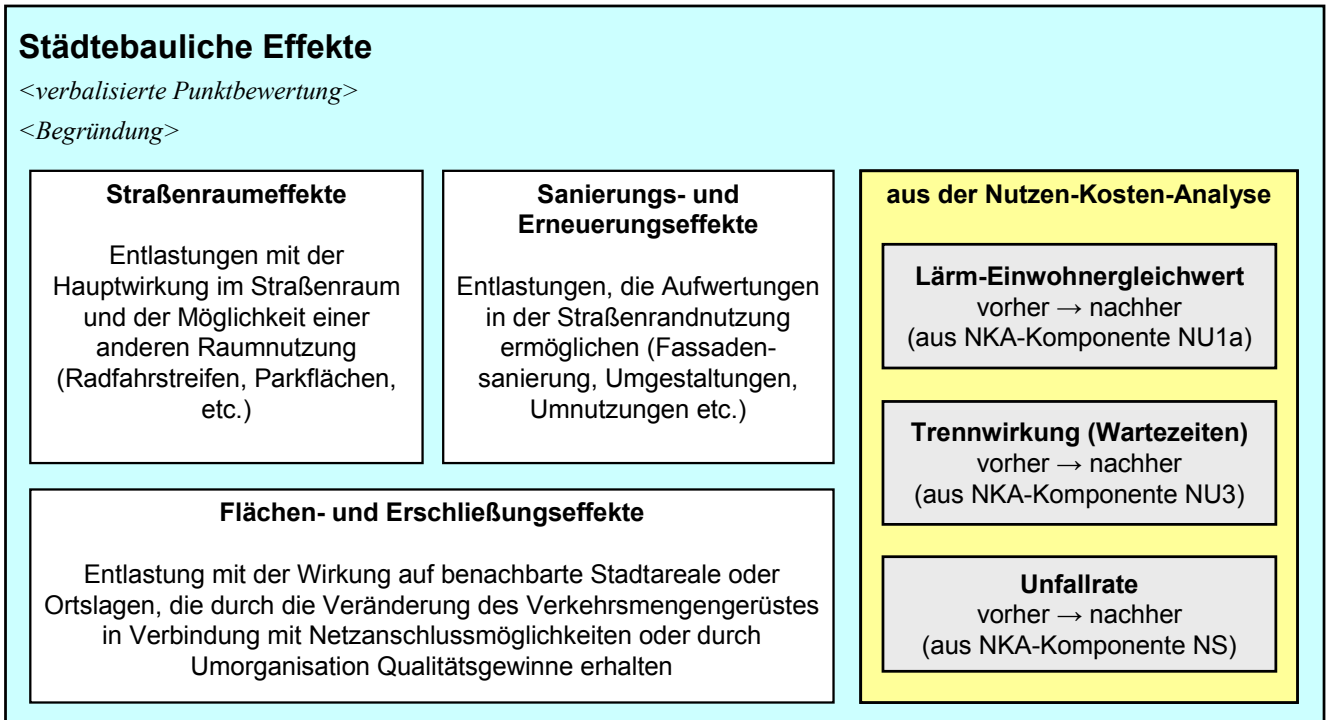 Städtebauliche Effekte
<verbalisierte Punktbewertung>
<Begründung>
Straßenraumeffekte
Entlastungen mit der
Hauptwirkung im Straßenraum
und der Möglichkeit einer
anderen Raumnutzung
(Radfahrstreifen, Parkflächen,
etc.)
Sanierungs- und
Erneuerungseffekte
Entlastungen, die Aufwertungen
in der Straßenrandnutzung
ermöglichen (Fassaden-
sanierung, Umgestaltungen,
Umnutzungen etc.)
Flächen- und Erschließungseffekte
Entlastung mit der Wirkung auf benachbarte Stadtareale oder
Ortslagen, die durch die Veränderung des Verkehrsmengengerüstes
in Verbindung mit Netzanschlussmöglichkeiten oder durch
Umorganisation Qualitätsgewinne erhalten
aus der Nutzen-Kosten-Analyse
Lärm-Einwohnergleichwert
vorher → nachher
(aus NKA-Komponente NU1a)
Trennwirkung (Wartezeiten)
vorher → nachher
(aus NKA-Komponente NU3)
Unfallrate
vorher → nachher
(aus NKA-Komponente NS)